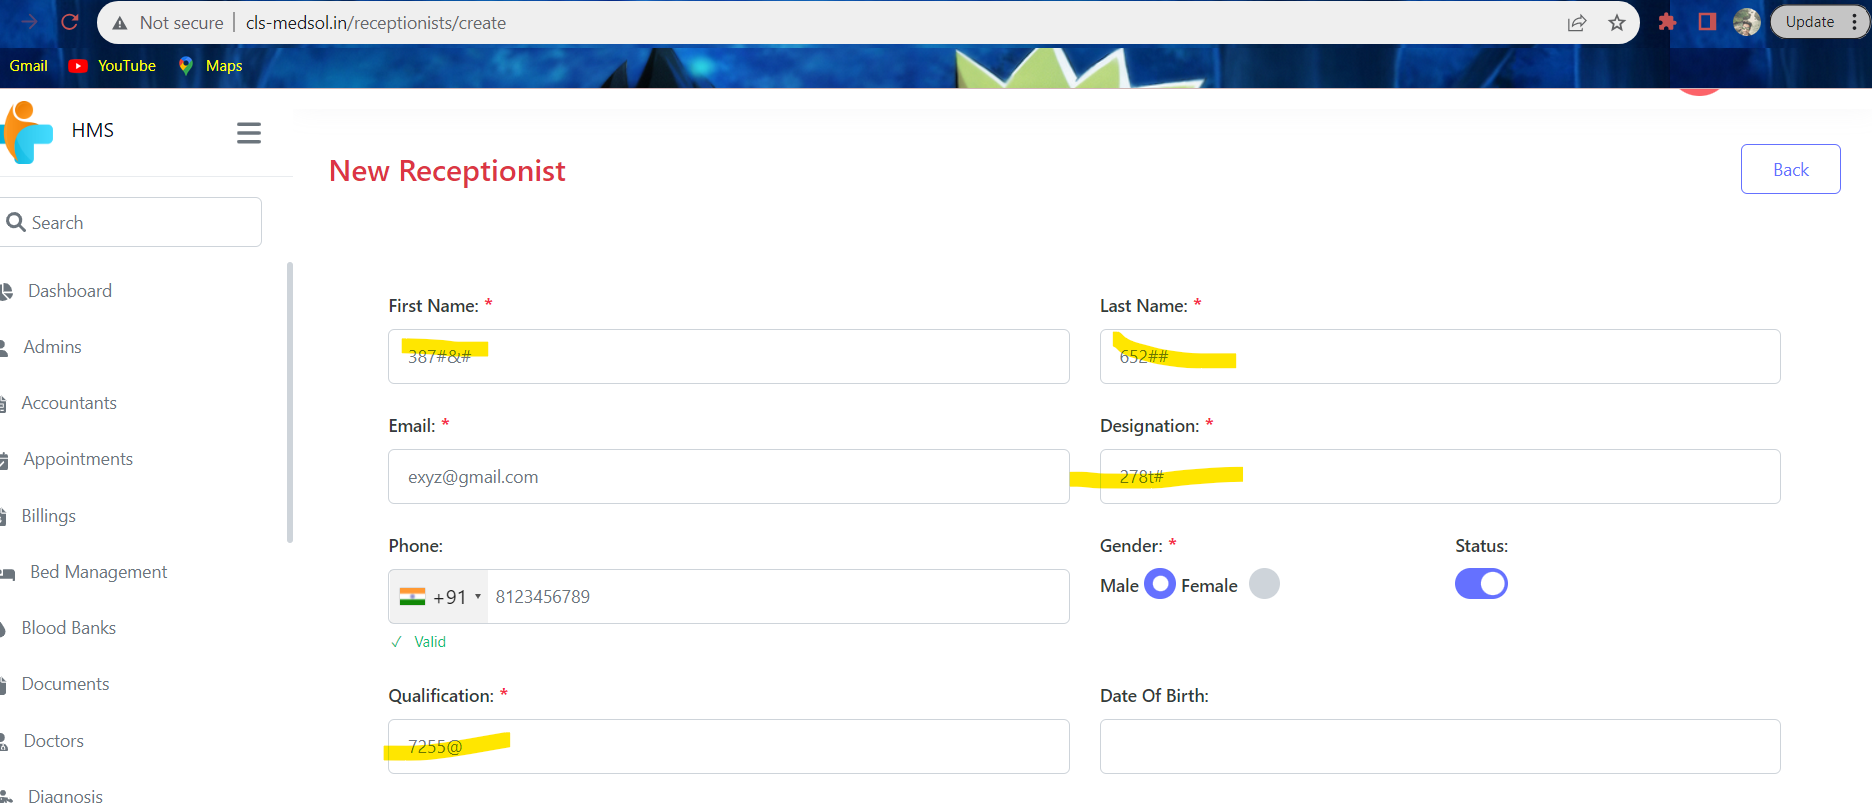 Not secure | cls-medsol.in/receptionists/create
Update
Gmail YouTube Maps
HMS
New Receptionist
Back
Search
Dashboard
Admins
Accountants
Appointments
Billings
Bed Management
Blood Banks
Documents
Doctors
Diagnosis
First Name: * Last Name: *
387#&# 652##
Email: * Designation: *
exyz@gmail.com 278t#
Phone: Gender: * Status:
+91 8123456789 Male Female
✓ Valid
Qualification: * Date Of Birth:
7255@